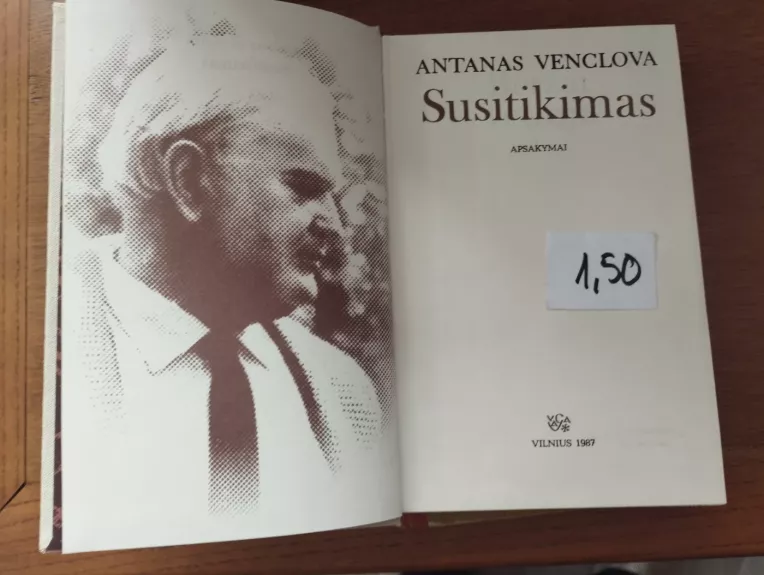 ANTANAS VENCLOVA
Susitikimas
APSAKYMAI
1,50
VILNIUS 1987